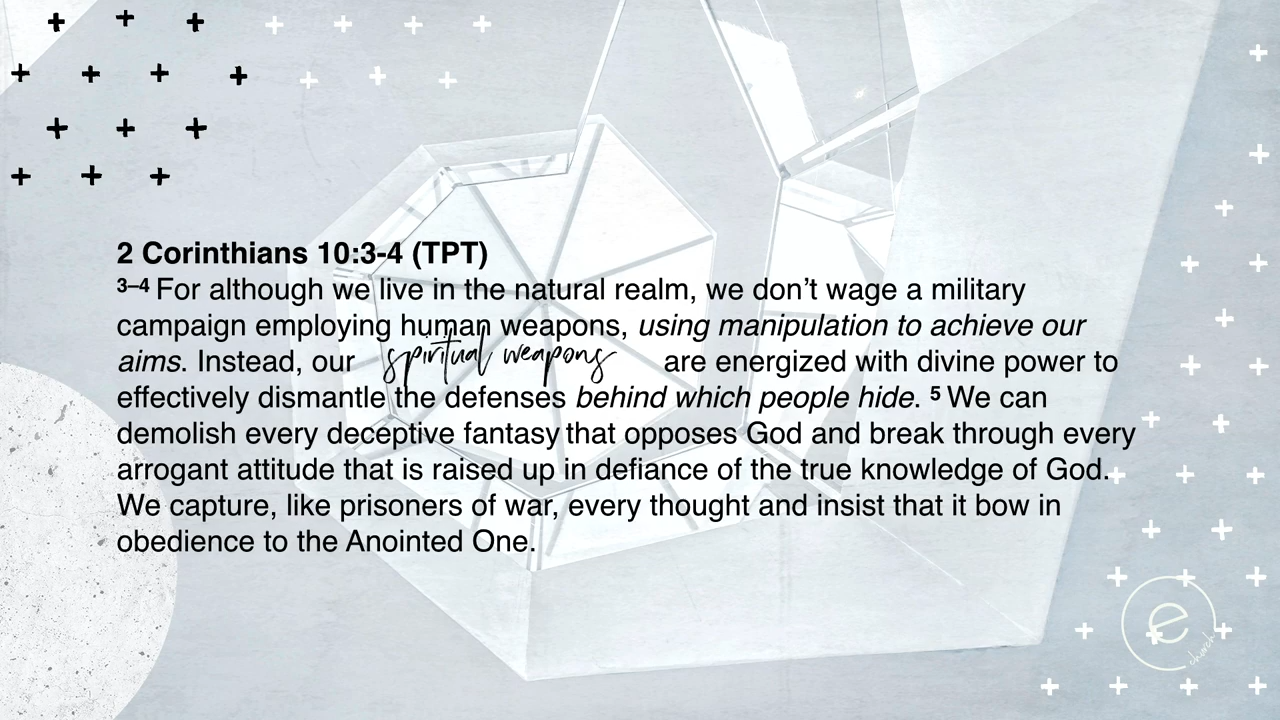 2 Corinthians 10:3-4 (TPT)
3–4 For although we live in the natural realm, we don’t wage a military
campaign employing human weapons, using manipulation to achieve our
aims. Instead, our spiritual weapons are energized with divine power to
effectively dismantle the defenses behind which people hide. 5 We can
demolish every deceptive fantasy that opposes God and break through every
arrogant attitude that is raised up in defiance of the true knowledge of God.
We capture, like prisoners of war, every thought and insist that it bow in
obedience to the Anointed One.
e
church